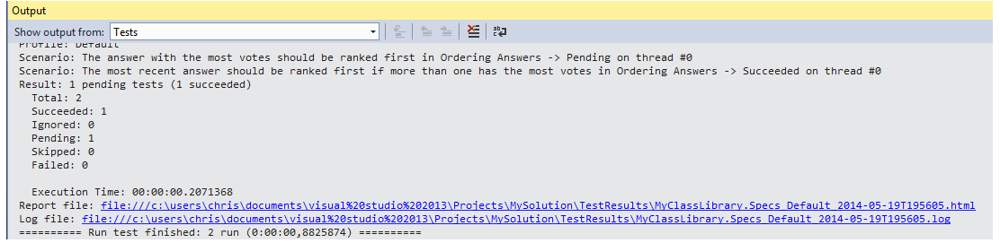 Output
Show output from: Tests
Profile: Default
Scenario: The answer with the most votes should be ranked first in Ordering Answers -> Pending on thread #0
Scenario: The most recent answer should be ranked first if more than one has the most votes in Ordering Answers -> Succeeded on thread #0
Result: 1 pending tests (1 succeeded)
Total: 2
Succeeded: 1
Ignored: 0
Pending: 1
Skipped: 0
Failed: 0
Execution Time: 00:00:00.2071368
Report file: file:///c:\users\chris\documents\visual%20studio%202013\Projects\MySolution\TestResults\MyClassLibrary.Specs_Default_2014-05-19T195605.html
Log file: file:///c:\users\chris\documents\visual%20studio%202013\Projects\MySolution\TestResults\MyClassLibrary.Specs_Default_2014-05-19T195605.log
========== Run test finished: 2 run (0:00:00,8825874) ==========